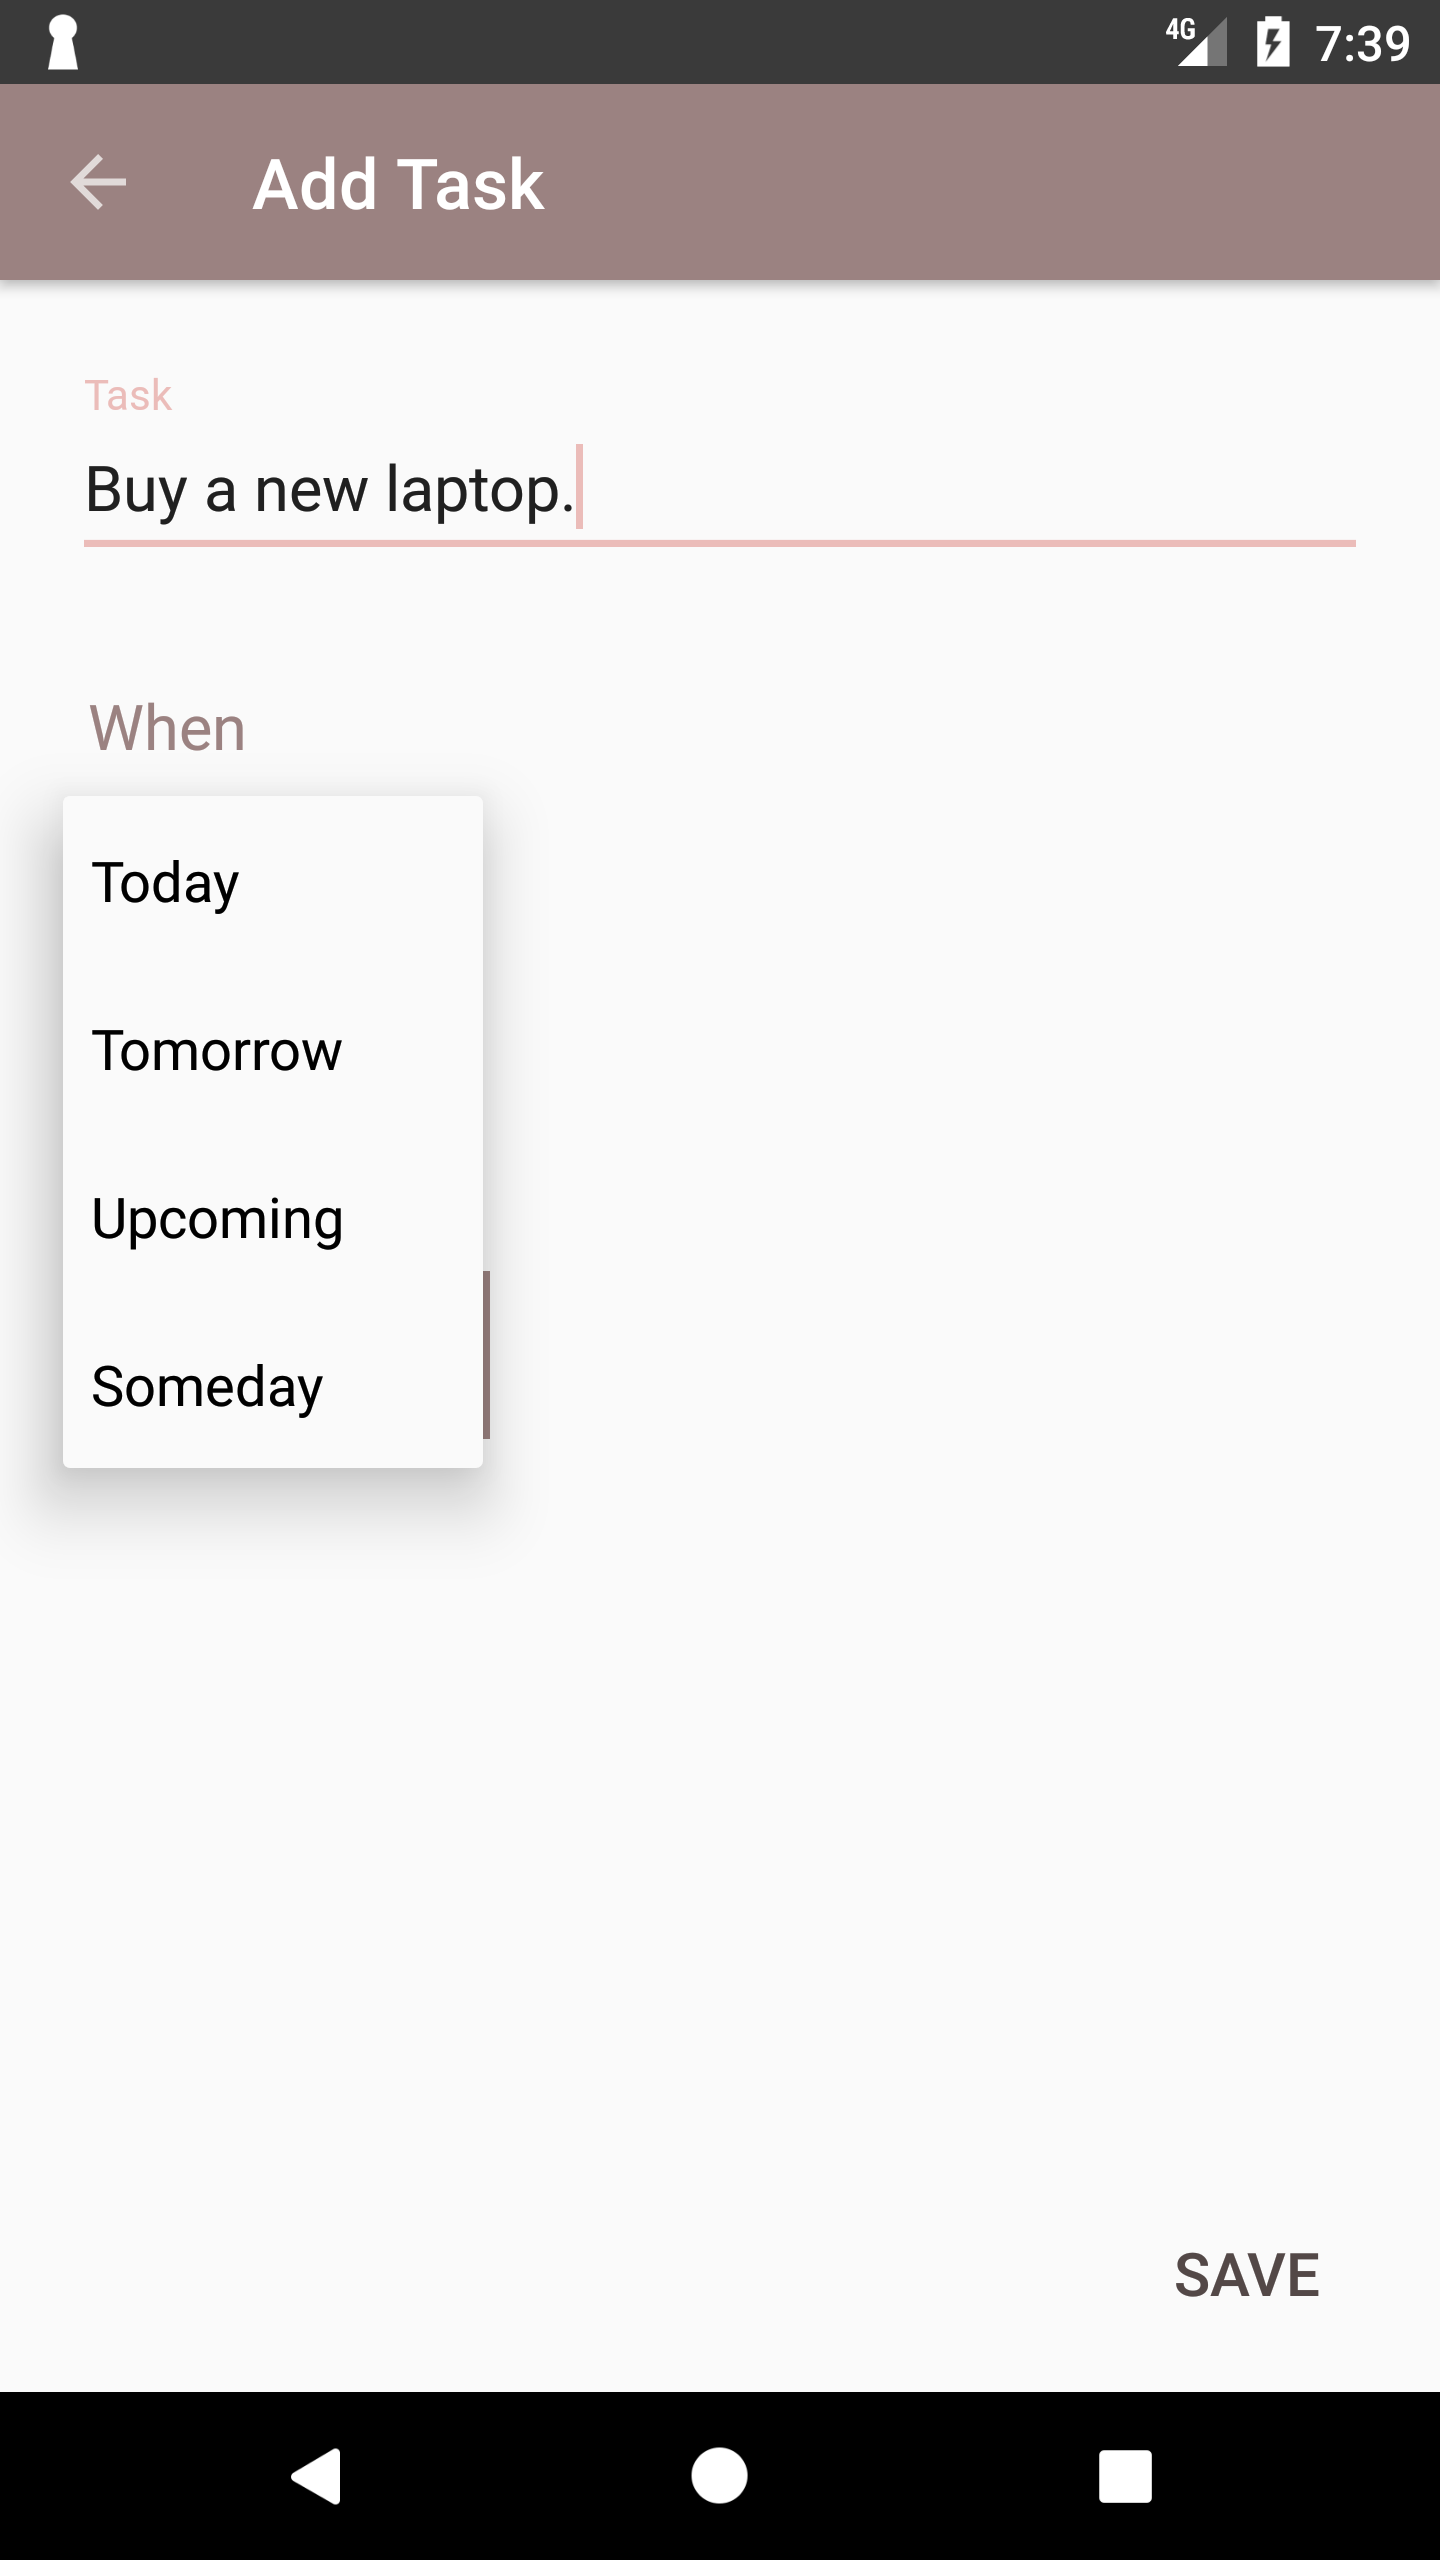 4G 7:39
Add Task
Task
Buy a new laptop.
When
Today
Tomorrow
Upcoming
Someday
SAVE